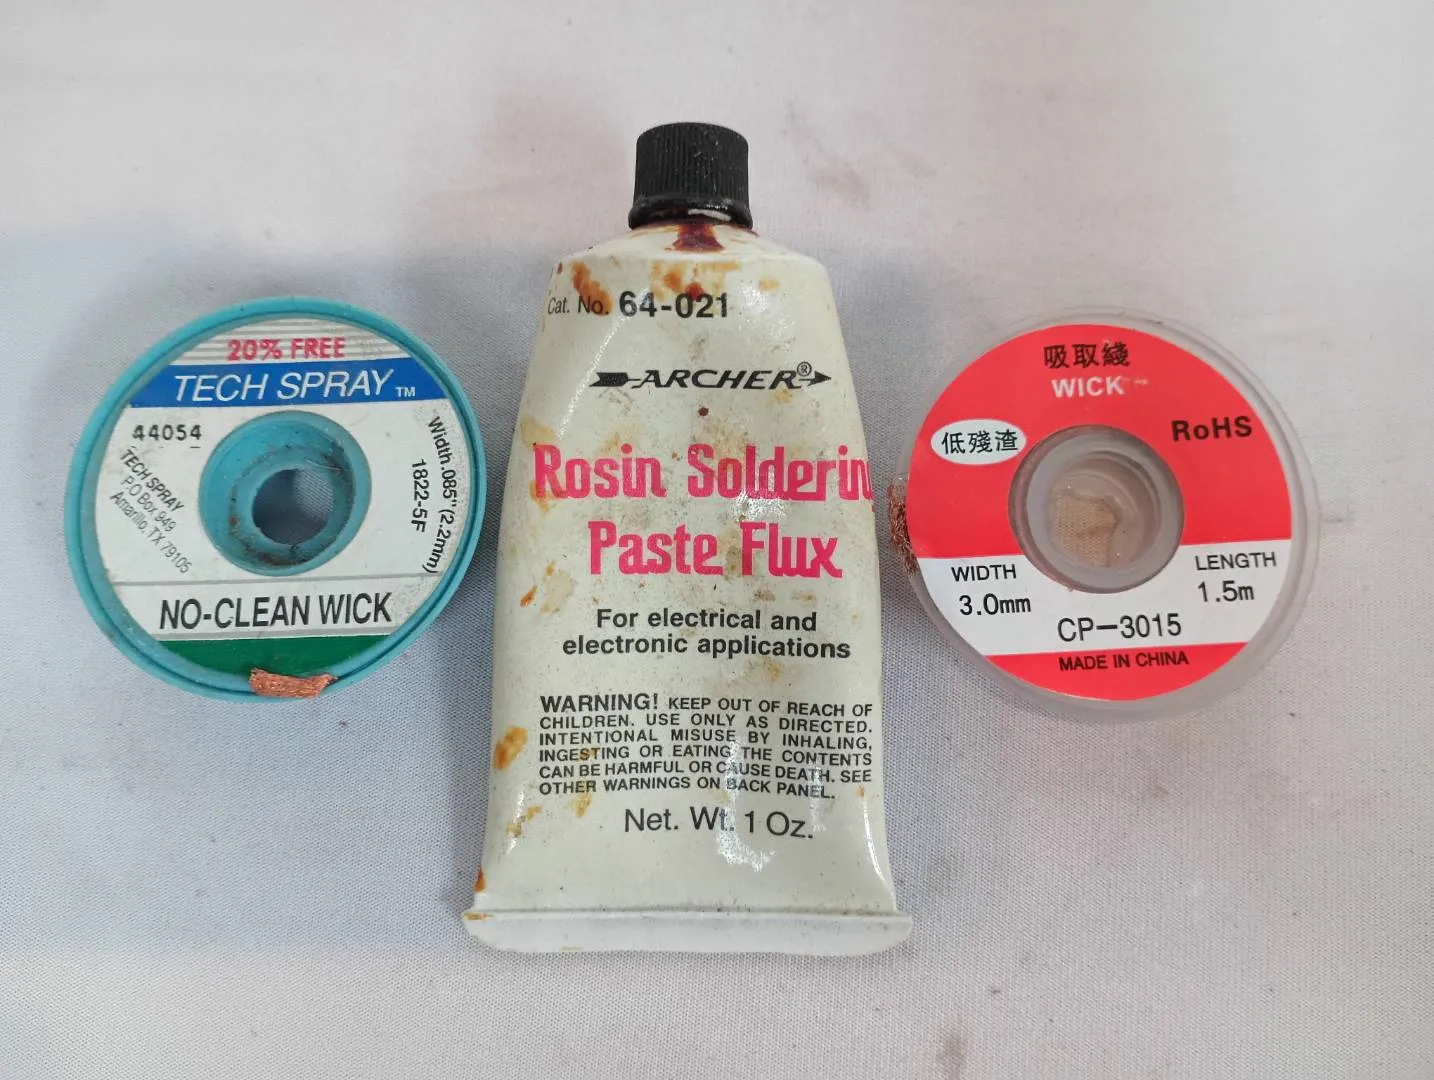 20% FREE
TECH SPRAY™
44054
TECH SPRAY
P.O Box 949
Amarillo, TX 79105
Width .085" (2.2mm)
1822-5F
NO-CLEAN WICK
Cat. No. 64-021
ARCHER®
Rosin Soldering
Paste Flux
For electrical and
electronic applications
WARNING! KEEP OUT OF REACH OF
CHILDREN. USE ONLY AS DIRECTED.
INTENTIONAL MISUSE BY INHALING,
INGESTING OR EATING THE CONTENTS
CAN BE HARMFUL OR CAUSE DEATH. SEE
OTHER WARNINGS ON BACK PANEL.
Net. Wt. 1 Oz.
吸取綫
WICK
低殘渣
RoHS
WIDTH
3.0mm
LENGTH
1.5m
CP-3015
MADE IN CHINA